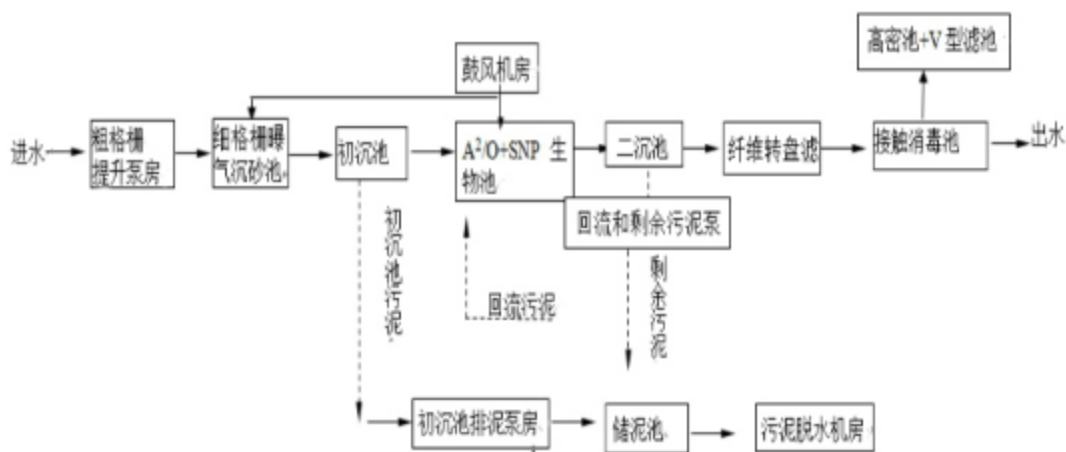 高密池+V 型滤池
鼓风机房
进水
粗格栅
提升泵房
细格栅曝
气沉砂池
初沉池
A²/O+SNP 生
物池
二沉池
纤维转盘滤
接触消毒池
出水
回流和剩余污泥泵
初沉池污泥
回流污泥
剩余污泥
初沉池排泥泵房
储泥池
污泥脱水机房